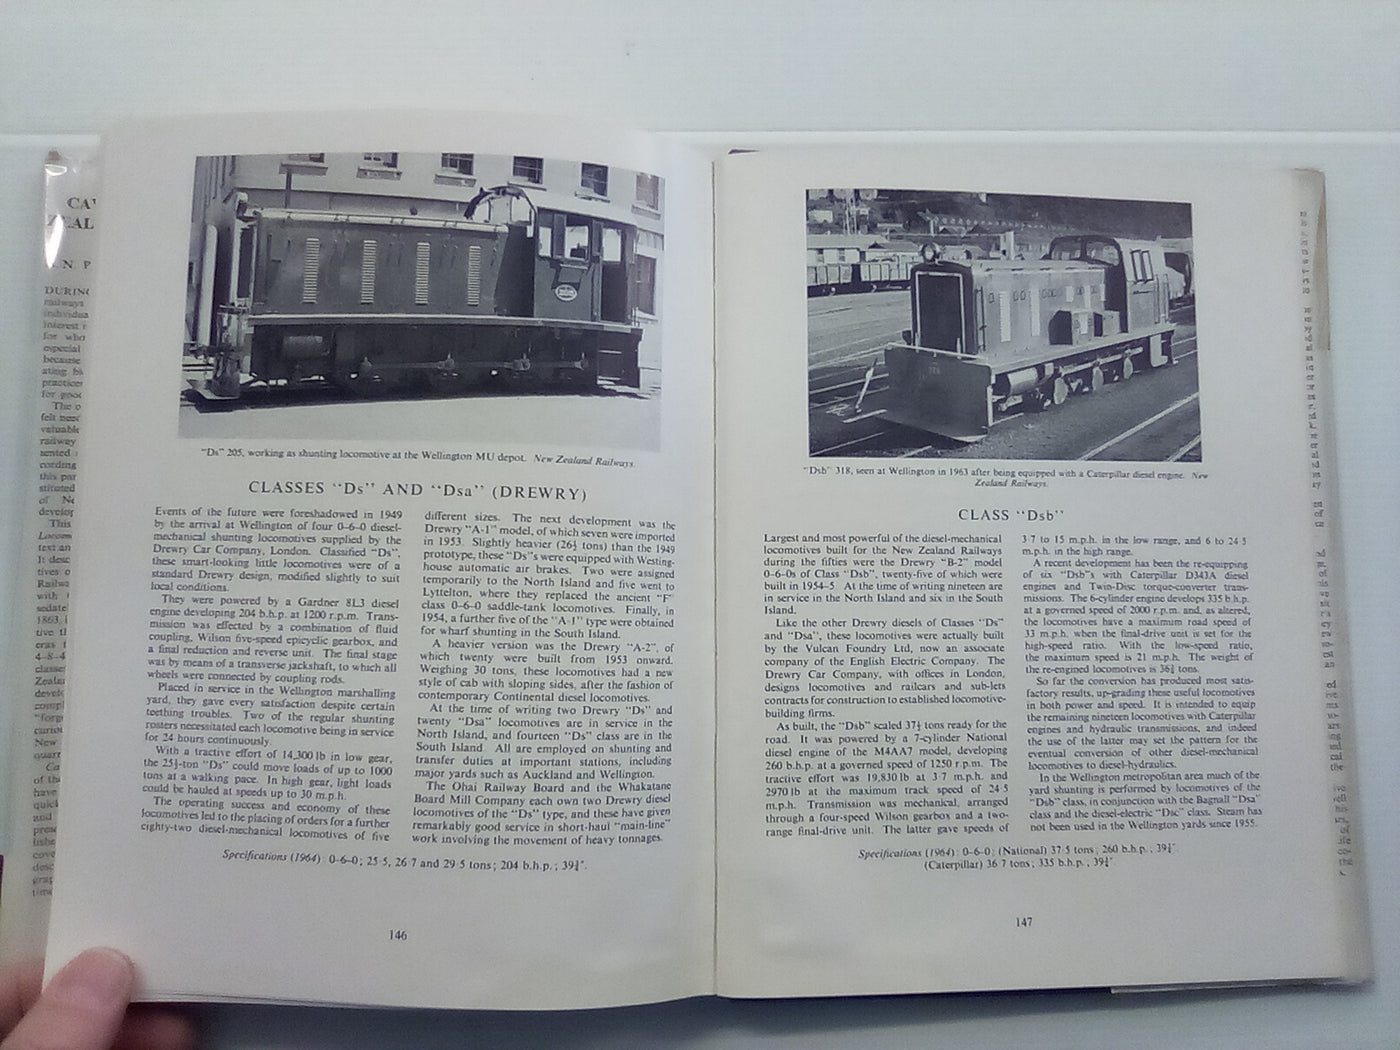 CA
ZEAL
.N. P
DURING
railways
individua
interest
for who
especial
because
practices
for good
The
valuable
railway
sented
cording
this par
stituted
of
develop
This
"Ds" 205, working as shunting locomotive at the Wellington MU depot. New Zealand Railways.
CLASSES "Ds" AND "Dsa" (DREWRY)
Events of the future were foreshadowed in 1949
by the arrival at Wellington of four 0–6–0 diesel-
mechanical shunting locomotives supplied by the
Drewry Car Company, London. Classified "Ds",
these smart-looking little locomotives were of a
standard Drewry design, modified slightly to suit
local conditions.
They were powered by a Gardner 8L3 diesel
engine developing 204 b.h.p. at 1200 r.p.m. Trans-
mission was effected by a combination of fluid
coupling, Wilson five-speed epicyclic gearbox, and
a final reduction and reverse unit. The final stage
was by means of a transverse jackshaft, to which all
wheels were connected by coupling rods.
Placed in service in the Wellington marshalling
yard, they gave every satisfaction despite certain
teething troubles. Two of the regular shunting
rosters necessitated each locomotive being in service
for 24 hours continuously.
With a tractive effort of 14,300 lb in low gear,
the 25½-ton "Ds" could move loads of up to 1000
tons at a walking pace. In high gear, light loads
could be hauled at speeds up to 30 m.p.h.
The operating success and economy of these
locomotives led to the placing of orders for a further
eighty-two diesel-mechanical locomotives of five
different sizes. The next development was the
Drewry "A-1" model, of which seven were imported
in 1953. Slightly heavier (26½ tons) than the 1949
prototype, these "Ds"s were equipped with Westing-
house automatic air brakes. Two were assigned
temporarily to the North Island and five went to
Lyttelton, where they replaced the ancient "F"
class 0–6–0 saddle-tank locomotives. Finally, in
1954, a further five of the "A-1" type were obtained
for wharf shunting in the South Island.
A heavier version was the Drewry "A-2", of
which twenty were built from 1953 onward.
Weighing 30 tons, these locomotives had a new
style of cab with sloping sides, after the fashion of
contemporary Continental diesel locomotives.
At the time of writing two Drewry "Ds" and
twenty "Dsa" locomotives are in service in the
North Island, and fourteen "Ds" class are in the
South Island. All are employed on shunting and
transfer duties at important stations, including
major yards such as Auckland and Wellington.
The Ohai Railway Board and the Whakatane
Board Mill Company each own two Drewry diesel
locomotives of the "Ds" type, and these have given
remarkably good service in short-haul "main-line"
work involving the movement of heavy tonnages.
Specifications (1964): 0–6–0; 25·5, 26·7 and 29·5 tons; 204 b.h.p.; 39¾".
146
"Dsb" 318, seen at Wellington in 1963 after being equipped with a Caterpillar diesel engine. New
Zealand Railways.
CLASS "Dsb"
Largest and most powerful of the diesel-mechanical
locomotives built for the New Zealand Railways
during the fifties were the Drewry "B-2" model
0–6–0s of Class "Dsb", twenty-five of which were
built in 1954–5. At the time of writing nineteen are
in service in the North Island and six in the South
Island.
Like the other Drewry diesels of Classes "Ds"
and "Dsa", these locomotives were actually built
by the Vulcan Foundry Ltd, now an associate
company of the English Electric Company. The
Drewry Car Company, with offices in London,
designs locomotives and railcars and sub-lets
contracts for construction to established locomotive-
building firms.
As built, the "Dsb" scaled 37½ tons ready for the
road. It was powered by a 7-cylinder National
diesel engine of the M4AA7 model, developing
260 b.h.p. at a governed speed of 1250 r.p.m. The
tractive effort was 19,830 lb at 3·7 m.p.h. and
2970 lb at the maximum track speed of 24·5
m.p.h. Transmission was mechanical, arranged
through a four-speed Wilson gearbox and a two-
range final-drive unit. The latter gave speeds of
3·7 to 15 m.p.h. in the low range, and 6 to 24·5
m.p.h. in the high range.
A recent development has been the re-equipping
of six "Dsb"s with Caterpillar D343A diesel
engines and Twin-Disc torque-converter trans-
missions. The 6-cylinder engine develops 335 b.h.p.
at a governed speed of 2000 r.p.m. and, as altered,
the locomotives have a maximum road speed of
33 m.p.h. when the final-drive unit is set for the
high-speed ratio. With the low-speed ratio,
the maximum speed is 21 m.p.h. The weight of
the re-engined locomotives is 36¾ tons.
So far the conversion has produced most satis-
factory results, up-grading these useful locomotives
in both power and speed. It is intended to equip
the remaining nineteen locomotives with Caterpillar
engines and hydraulic transmissions, and indeed
the use of the latter may set the pattern for the
eventual conversion of other diesel-mechanical
locomotives to diesel-hydraulics.
In the Wellington metropolitan area much of the
yard shunting is performed by locomotives of the
"Dsb" class, in conjunction with the Bagnall "Dsa"
class and the diesel-electric "Dsc" class. Steam has
not been used in the Wellington yards since 1955.
Specifications (1964): 0–6–0: (National) 37·5 tons; 260 b.h.p.; 39¾".
(Caterpillar) 36·7 tons; 335 b.h.p.; 39¾".
147